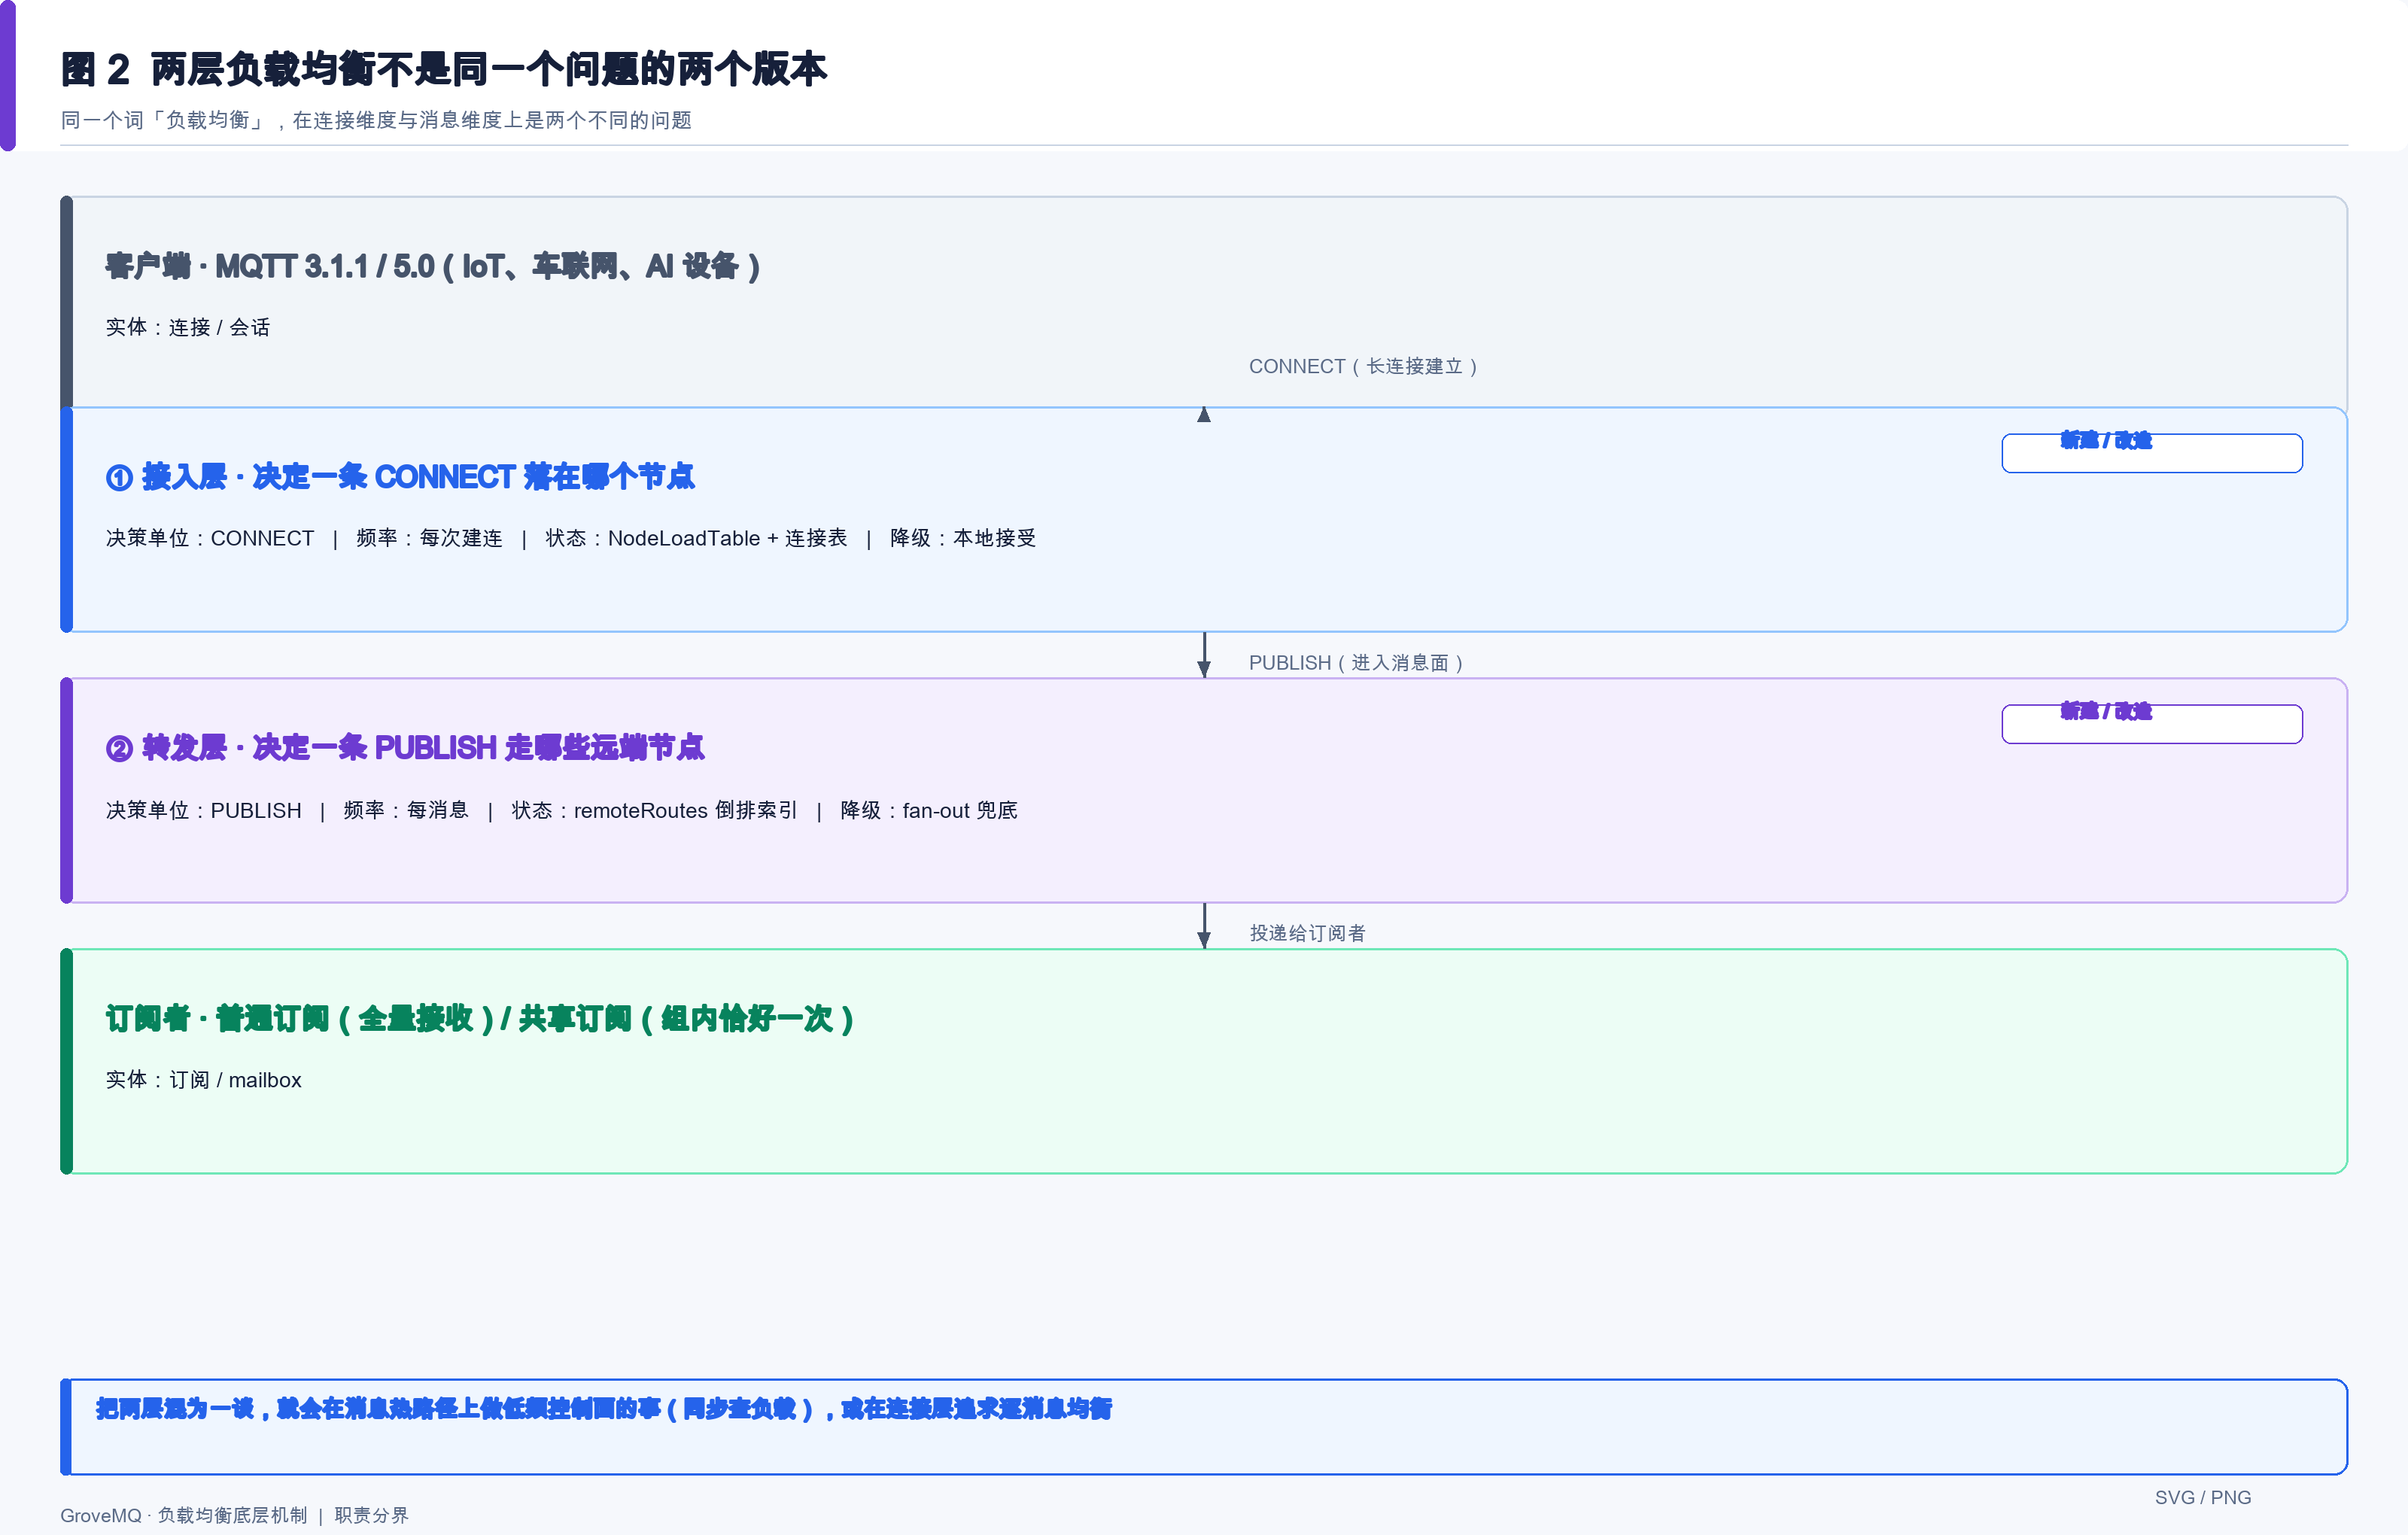 图 2 两层负载均衡不是同一个问题的两个版本
同一个词「负载均衡」，在连接维度与消息维度上是两个不同的问题
客户端 · MQTT 3.1.1 / 5.0（IoT、车联网、AI 设备）
实体：连接 / 会话
CONNECT（长连接建立）
新建 / 改造
① 接入层 · 决定一条 CONNECT 落在哪个节点
决策单位：CONNECT | 频率：每次建连 | 状态：NodeLoadTable + 连接表 | 降级：本地接受
PUBLISH（进入消息面）
新建 / 改造
② 转发层 · 决定一条 PUBLISH 走哪些远端节点
决策单位：PUBLISH | 频率：每消息 | 状态：remoteRoutes 倒排索引 | 降级：fan-out 兜底
投递给订阅者
订阅者 · 普通订阅（全量接收）/ 共享订阅（组内恰好一次）
实体：订阅 / mailbox
把两层混为一谈，就会在消息热路径上做低频控制面的事（同步查负载），或在连接层追求逐消息均衡
SVG / PNG
GroveMQ · 负载均衡底层机制 | 职责分界